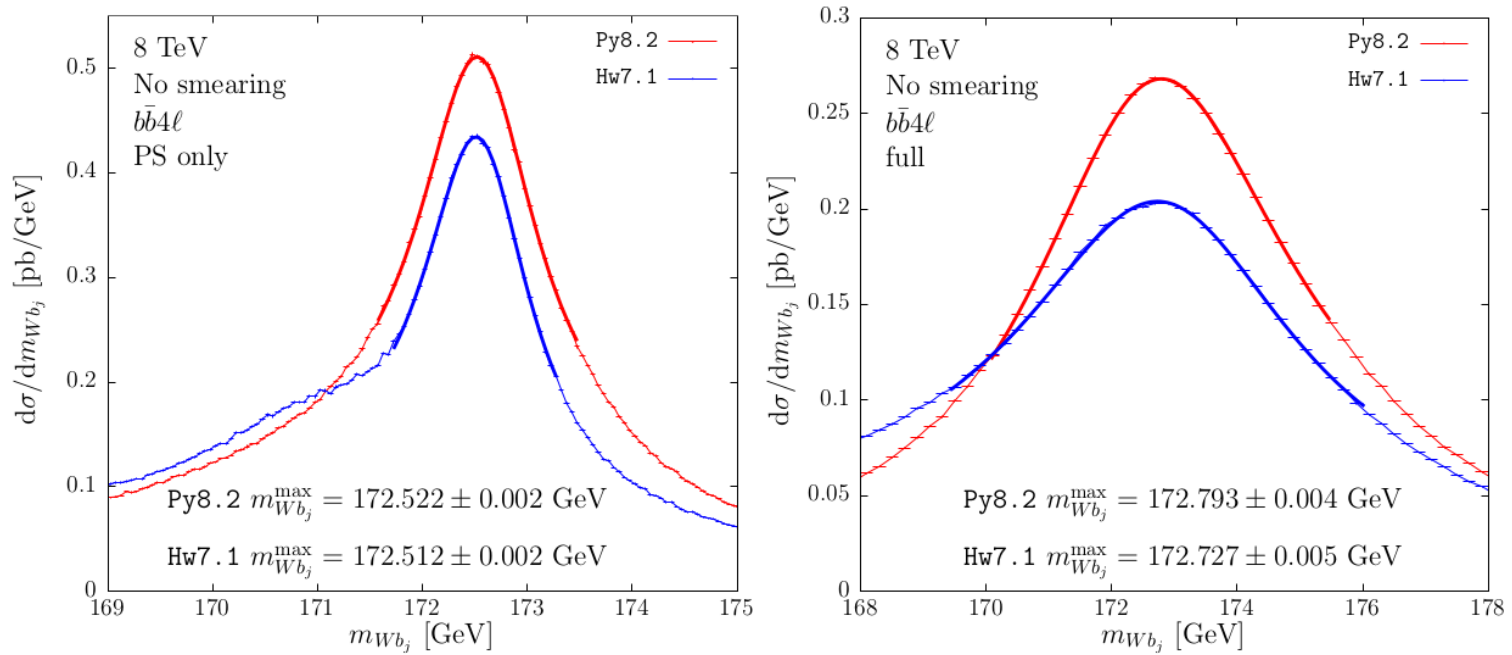 8 TeV
No smearing
bb̄4ℓ
PS only
Py8.2
Hw7.1
dσ/dm_{Wb_j} [pb/GeV]
0.5
0.4
0.3
0.2
0.1
0
Py8.2 m^{max}_{Wb_j} = 172.522 ± 0.002 GeV
Hw7.1 m^{max}_{Wb_j} = 172.512 ± 0.002 GeV
169 170 171 172 173 174 175
m_{Wb_j} [GeV]
8 TeV
No smearing
bb̄4ℓ
full
Py8.2
Hw7.1
dσ/dm_{Wb_j} [pb/GeV]
0.3
0.25
0.2
0.15
0.1
0.05
0
Py8.2 m^{max}_{Wb_j} = 172.793 ± 0.004 GeV
Hw7.1 m^{max}_{Wb_j} = 172.727 ± 0.005 GeV
168 170 172 174 176 178
m_{Wb_j} [GeV]